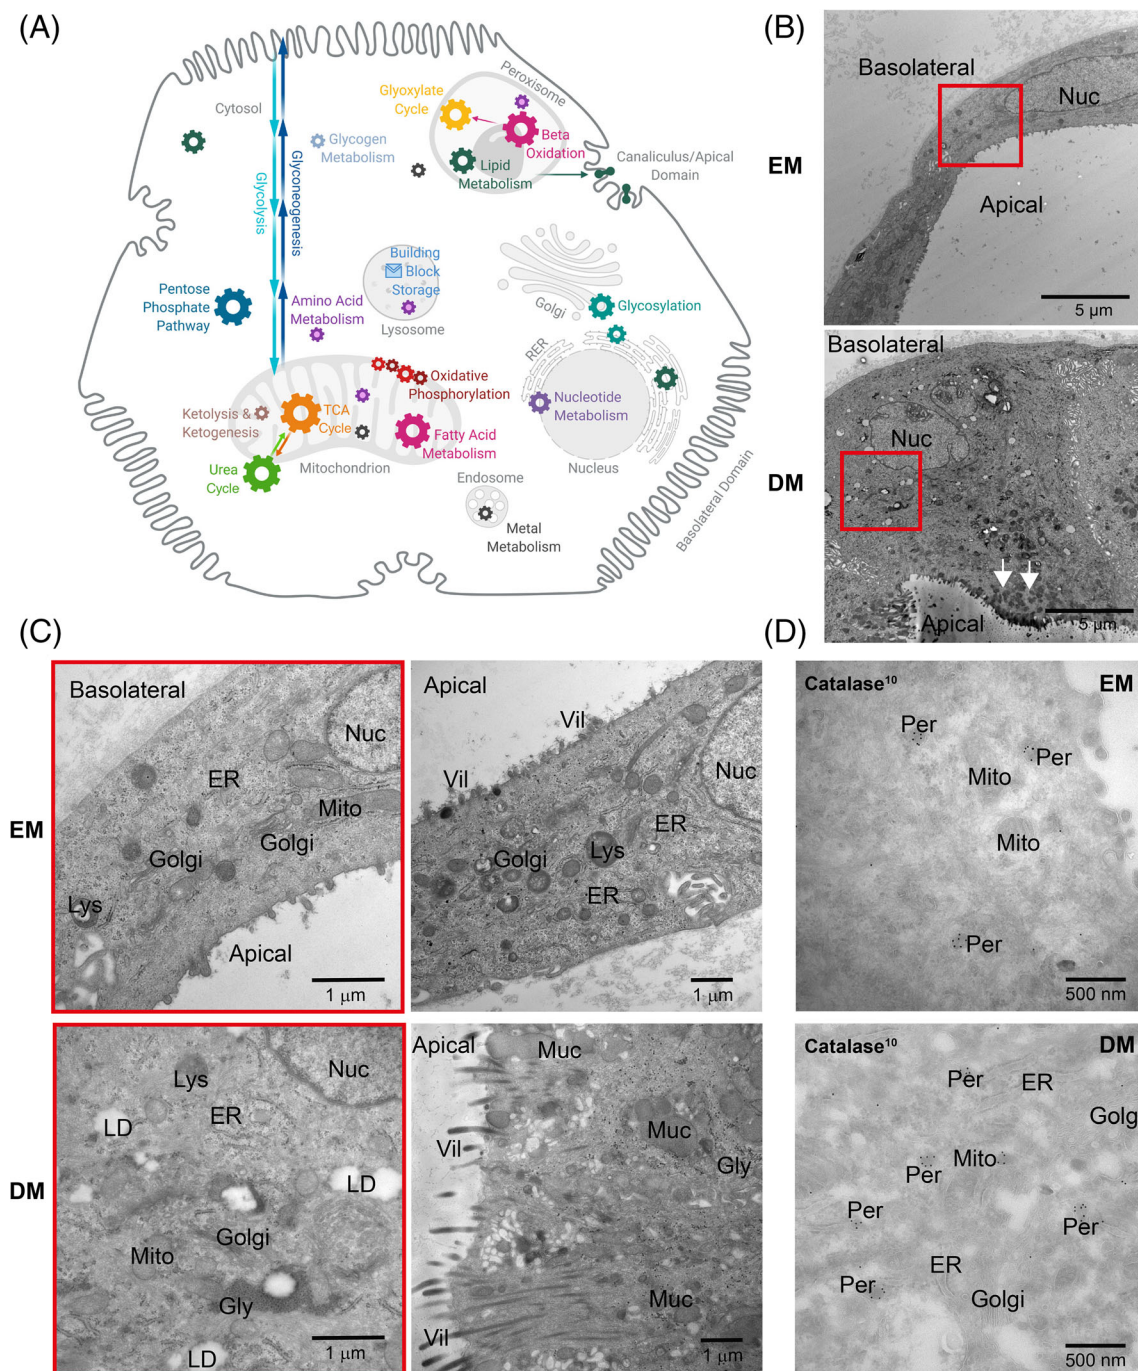 (A)
Cytosol
Glycolysis
Glyconeogenesis
Glycogen
Metabolism
Glyoxylate
Cycle
Peroxisome
Beta
Oxidation
Lipid
Metabolism
Canaliculus/Apical
Domain
Building
Block
Storage
Lysosome
Amino Acid
Metabolism
Pentose
Phosphate
Pathway
Golgi
Glycosylation
RER
Nucleotide
Metabolism
Nucleus
Oxidative
Phosphorylation
Ketolysis &
Ketogenesis
TCA
Cycle
Fatty Acid
Metabolism
Urea
Cycle
Mitochondrion
Endosome
Metal
Metabolism
Basolateral Domain
(B)
EM
Basolateral
Nuc
Apical
5 µm
DM
Basolateral
Nuc
Apical
5 µm
(C)
EM
Basolateral
Nuc
ER
Mito
Golgi
Golgi
Lys
Apical
1 µm
Apical
Vil
Vil
Nuc
ER
Golgi
Lys
ER
1 µm
DM
Nuc
Lys
ER
LD
LD
Golgi
Mito
Gly
LD
1 µm
Apical
Muc
Vil
Muc
Gly
Muc
Vil
1 µm
(D)
Catalase¹⁰
EM
Per
Per
Mito
Mito
Per
500 nm
Catalase¹⁰
DM
Per
ER
Golg
Mito
Per
Per
Per
ER
Per
Golgi
500 nm